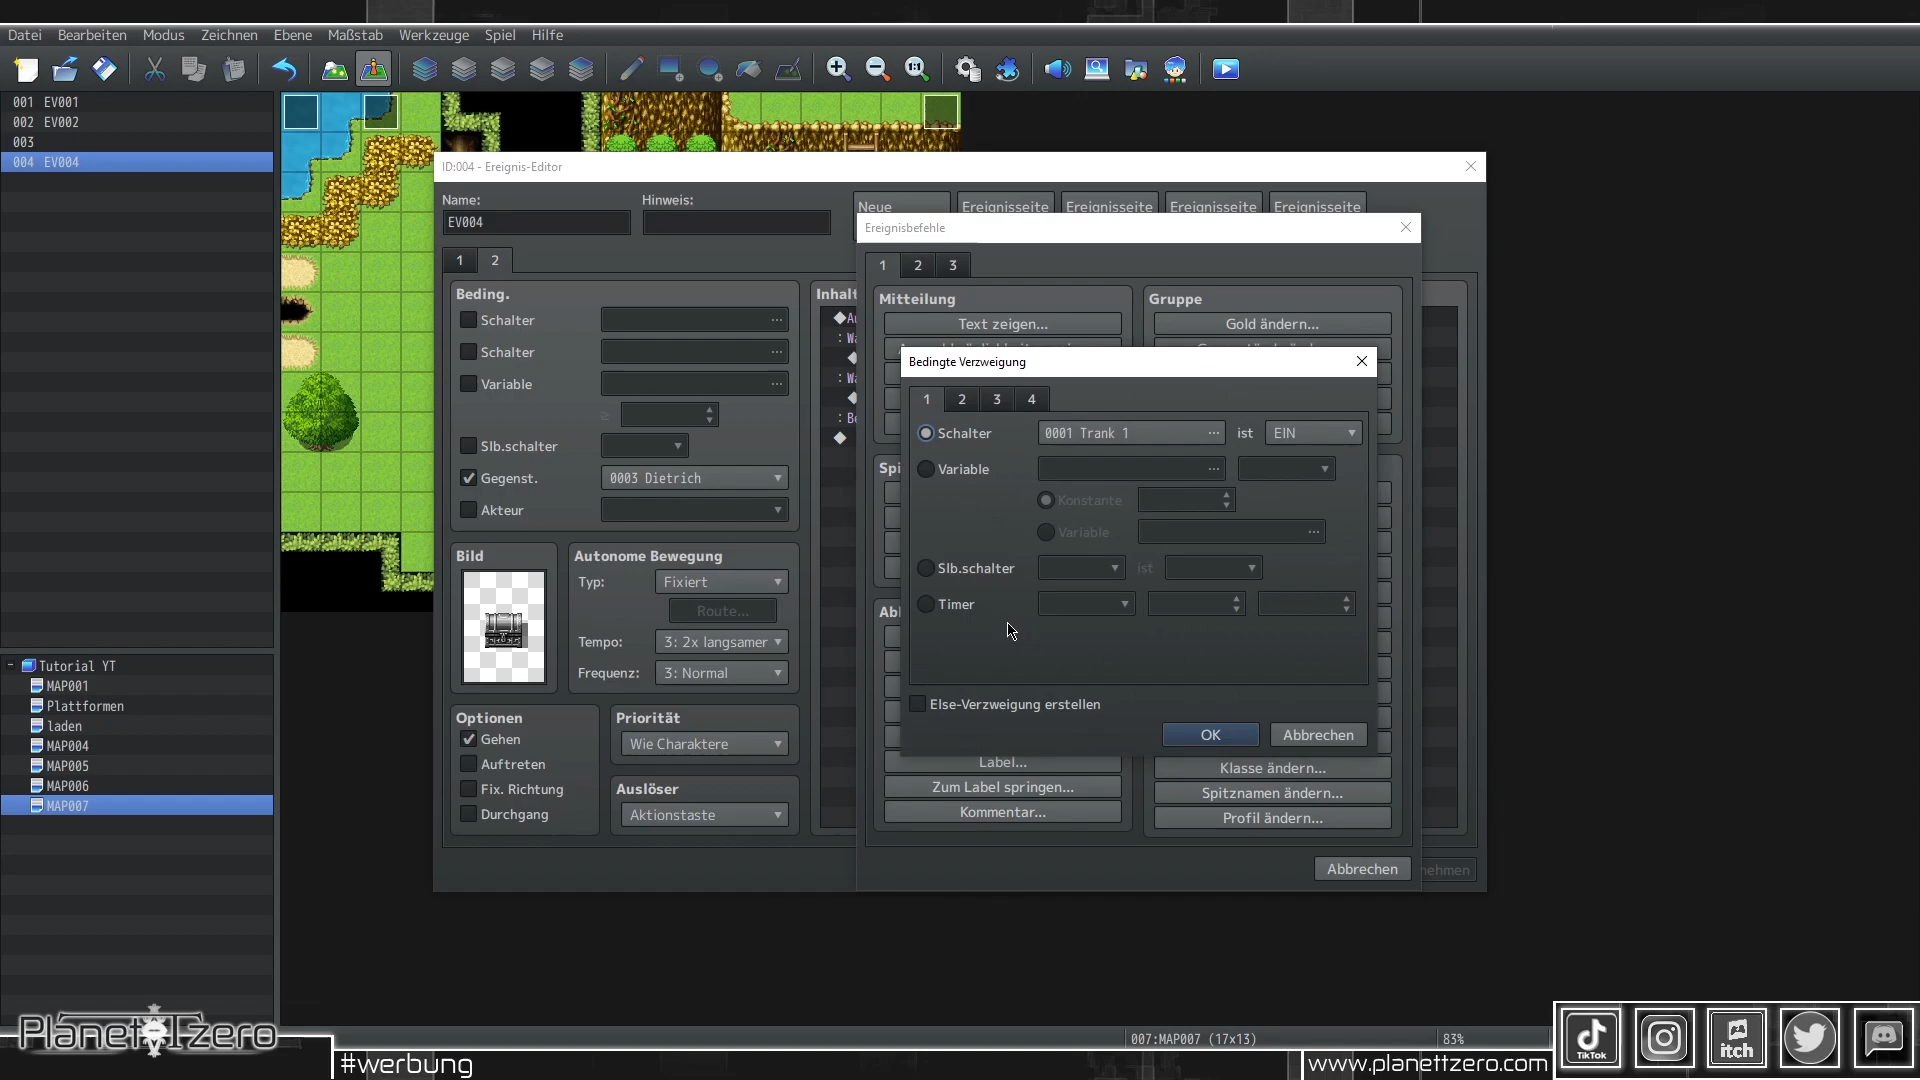 Datei Bearbeiten Modus Zeichnen Ebene Maßstab Werkzeuge Spiel Hilfe
001 EV001
002 EV002
003
004 EV004
ID:004 - Ereignis-Editor
Name:
Hinweis:
EV004
Neue
Ereignisseite
Ereignisseite
Ereignisseite
Ereignisseite
1 2
Beding.
Schalter
Schalter
Variable
≥
Slb.schalter
Gegenst.
0003 Dietrich
Akteur
Bild
Autonome Bewegung
Typ:
Fixiert
Route...
Tempo:
3: 2x langsamer
Frequenz:
3: Normal
Optionen
Gehen
Auftreten
Fix. Richtung
Durchgang
Priorität
Wie Charaktere
Auslöser
Aktionstaste
Inhalt
Ereignisbefehle
1 2 3
Mitteilung
Text zeigen...
Gruppe
Gold ändern...
Bedingte Verzweigung
1 2 3 4
Schalter
0001 Trank 1
ist
EIN
Variable
Konstante
Variable
Slb.schalter
ist
Timer
Else-Verzweigung erstellen
OK
Abbrechen
Label...
Zum Label springen...
Kommentar...
Klasse ändern...
Spitznamen ändern...
Profil ändern...
Abbrechen
Tutorial YT
MAP001
Plattformen
laden
MAP004
MAP005
MAP006
MAP007
007:MAP007 (17×13)
83%
PlanetTzero
#werbung
www.planettzero.com
TikTok
itch